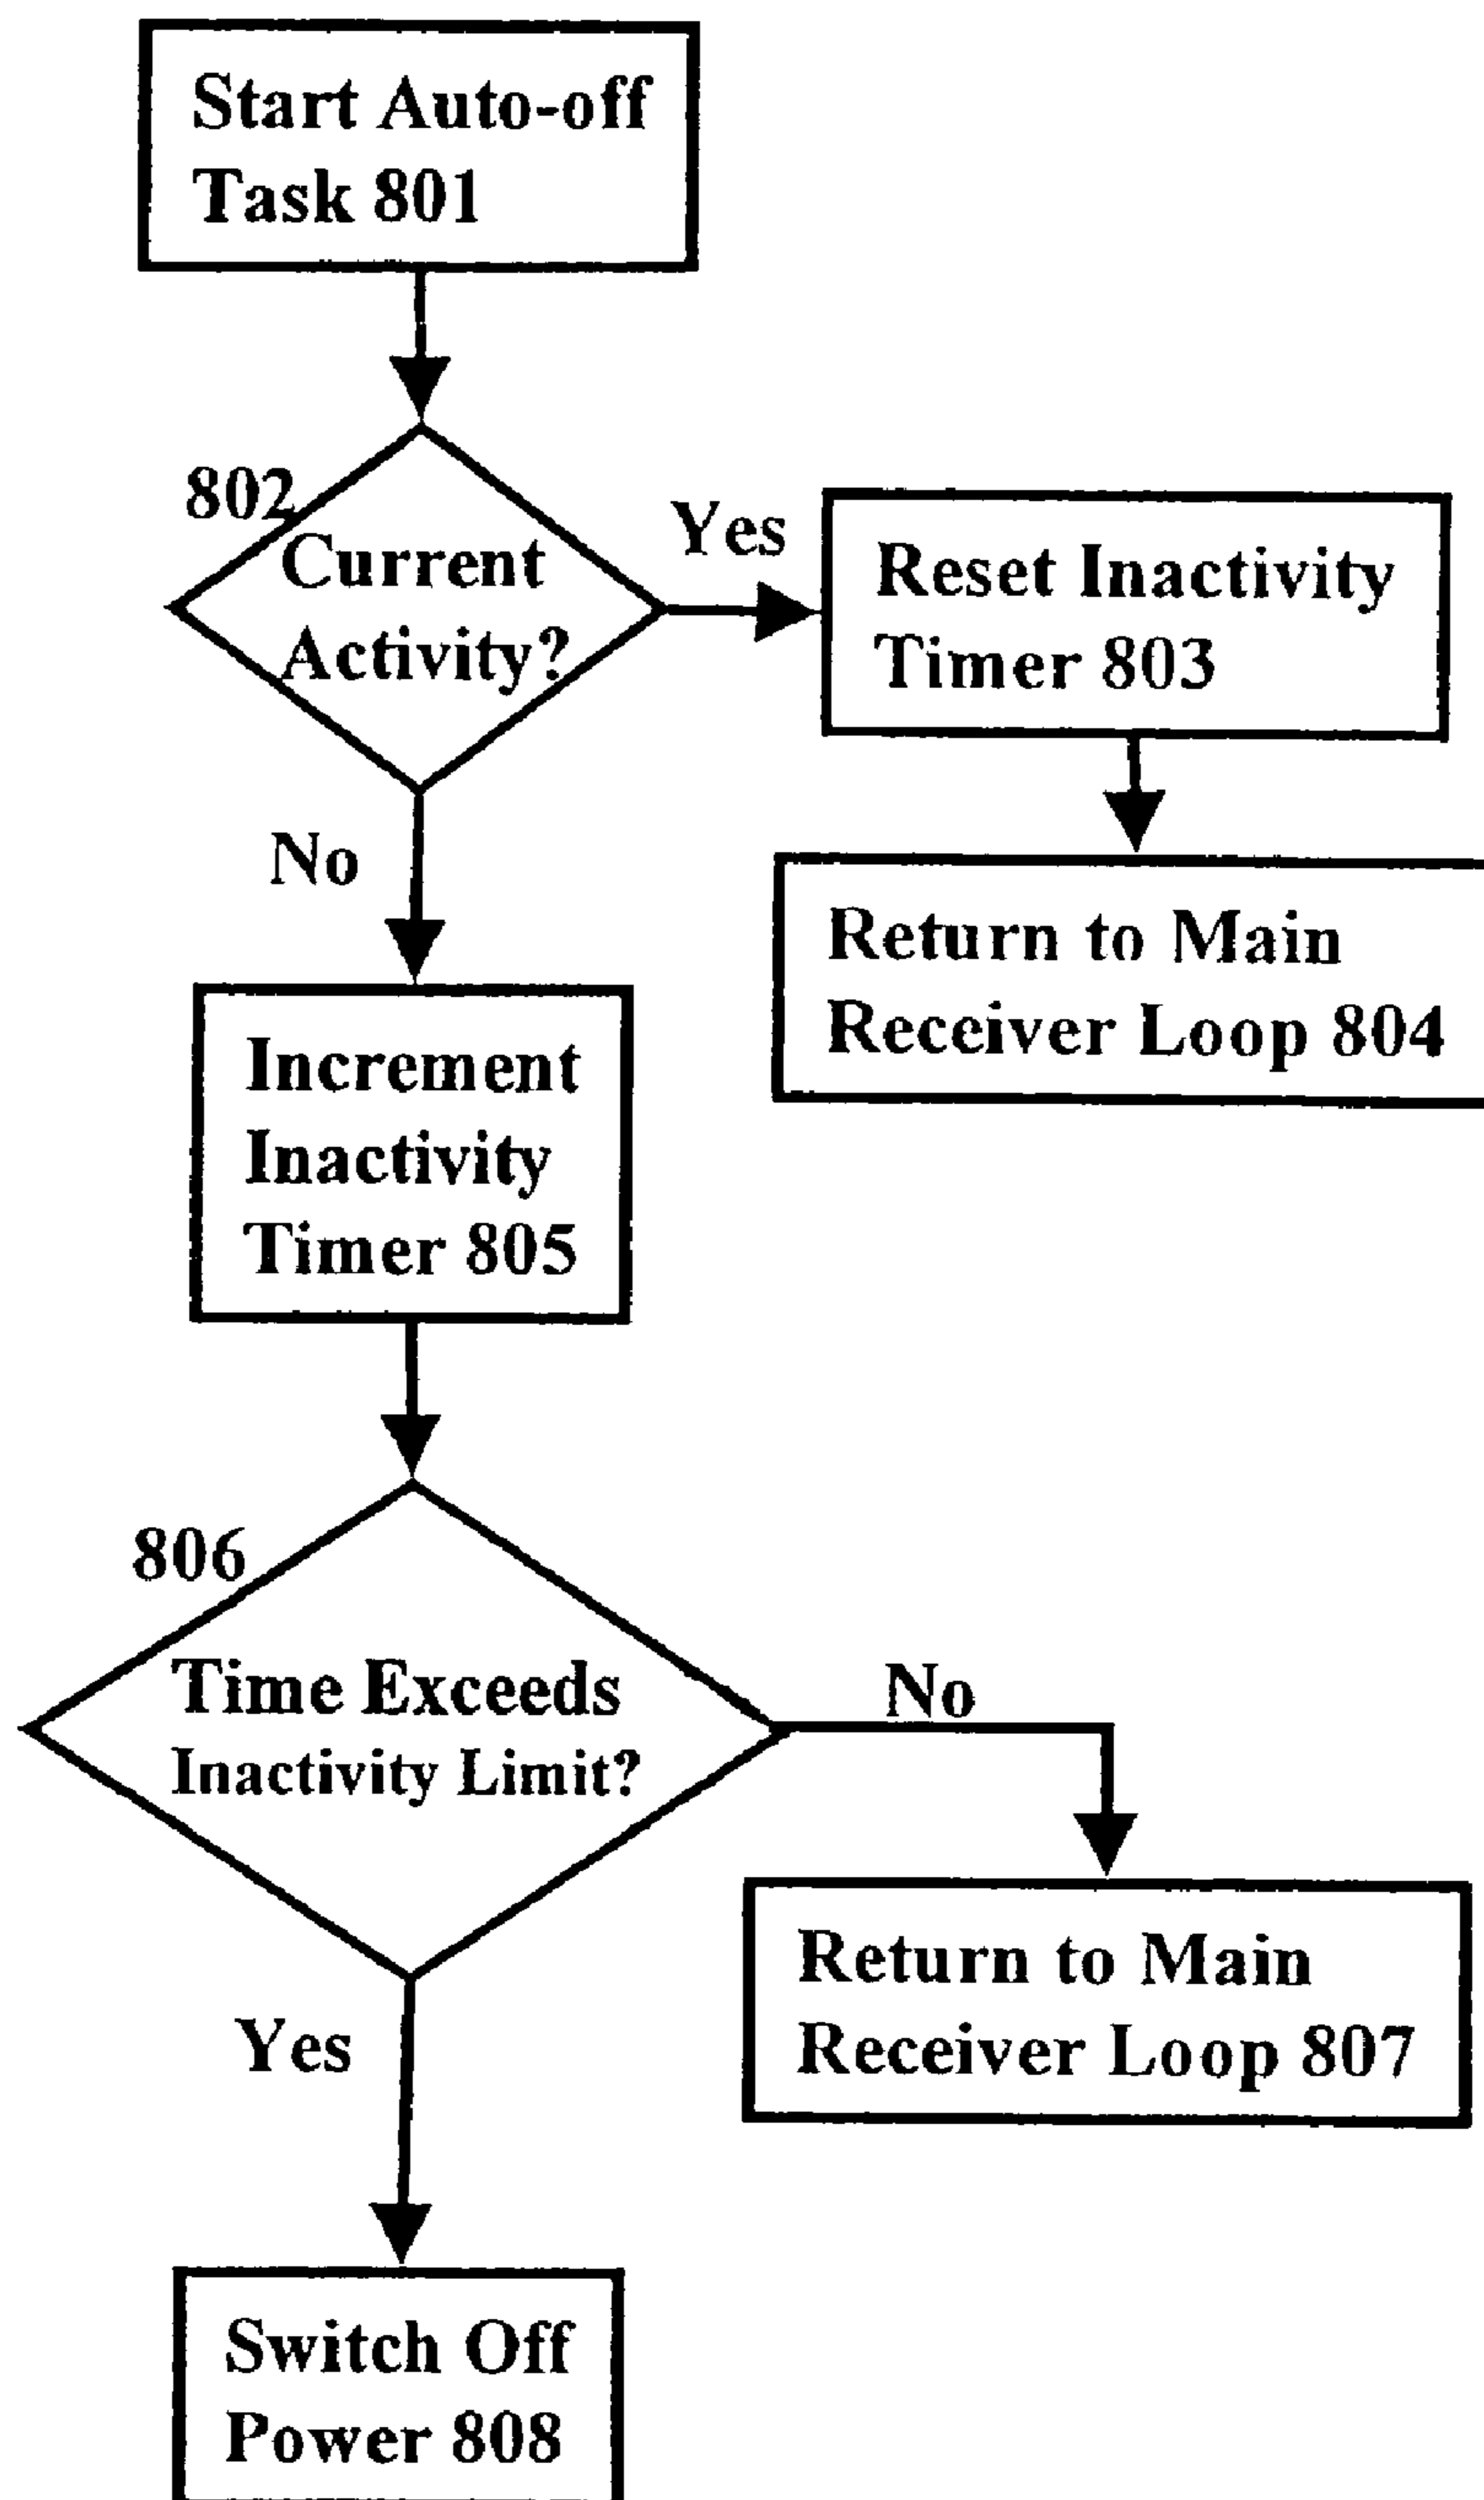 Start Auto-off
Task 801
802
Current
Activity?
Yes
Reset Inactivity
Timer 803
No
Return to Main
Receiver Loop 804
Increment
Inactivity
Timer 805
806
Time Exceeds
Inactivity Limit?
No
Return to Main
Receiver Loop 807
Yes
Switch Off
Power 808